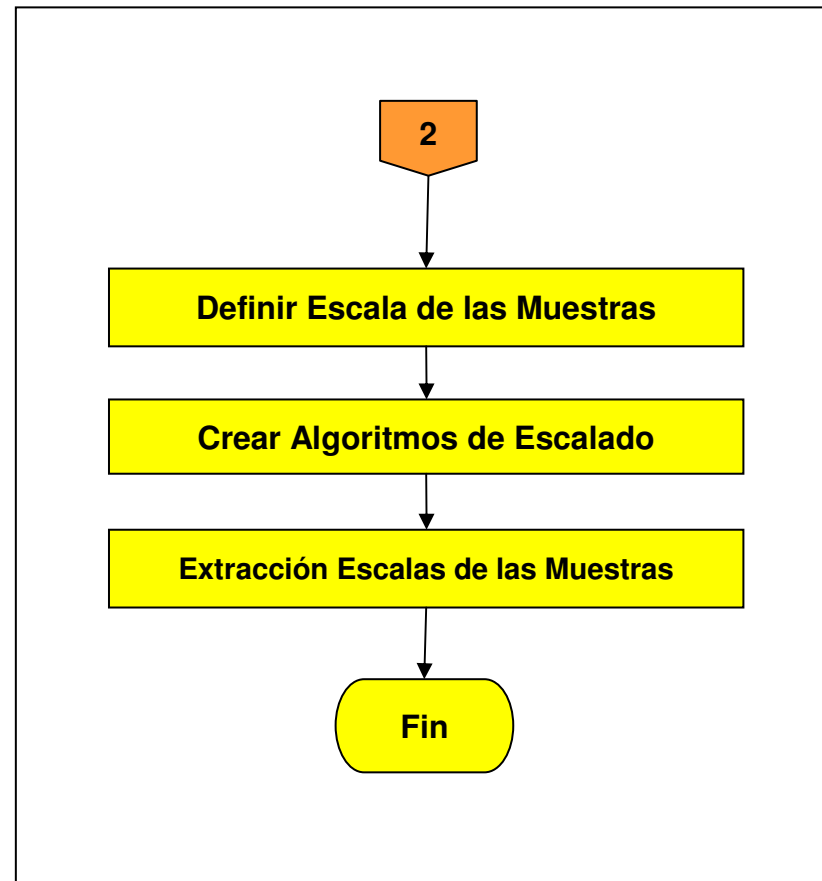 2
Definir Escala de las Muestras
Crear Algoritmos de Escalado
Extracción Escalas de las Muestras
Fin